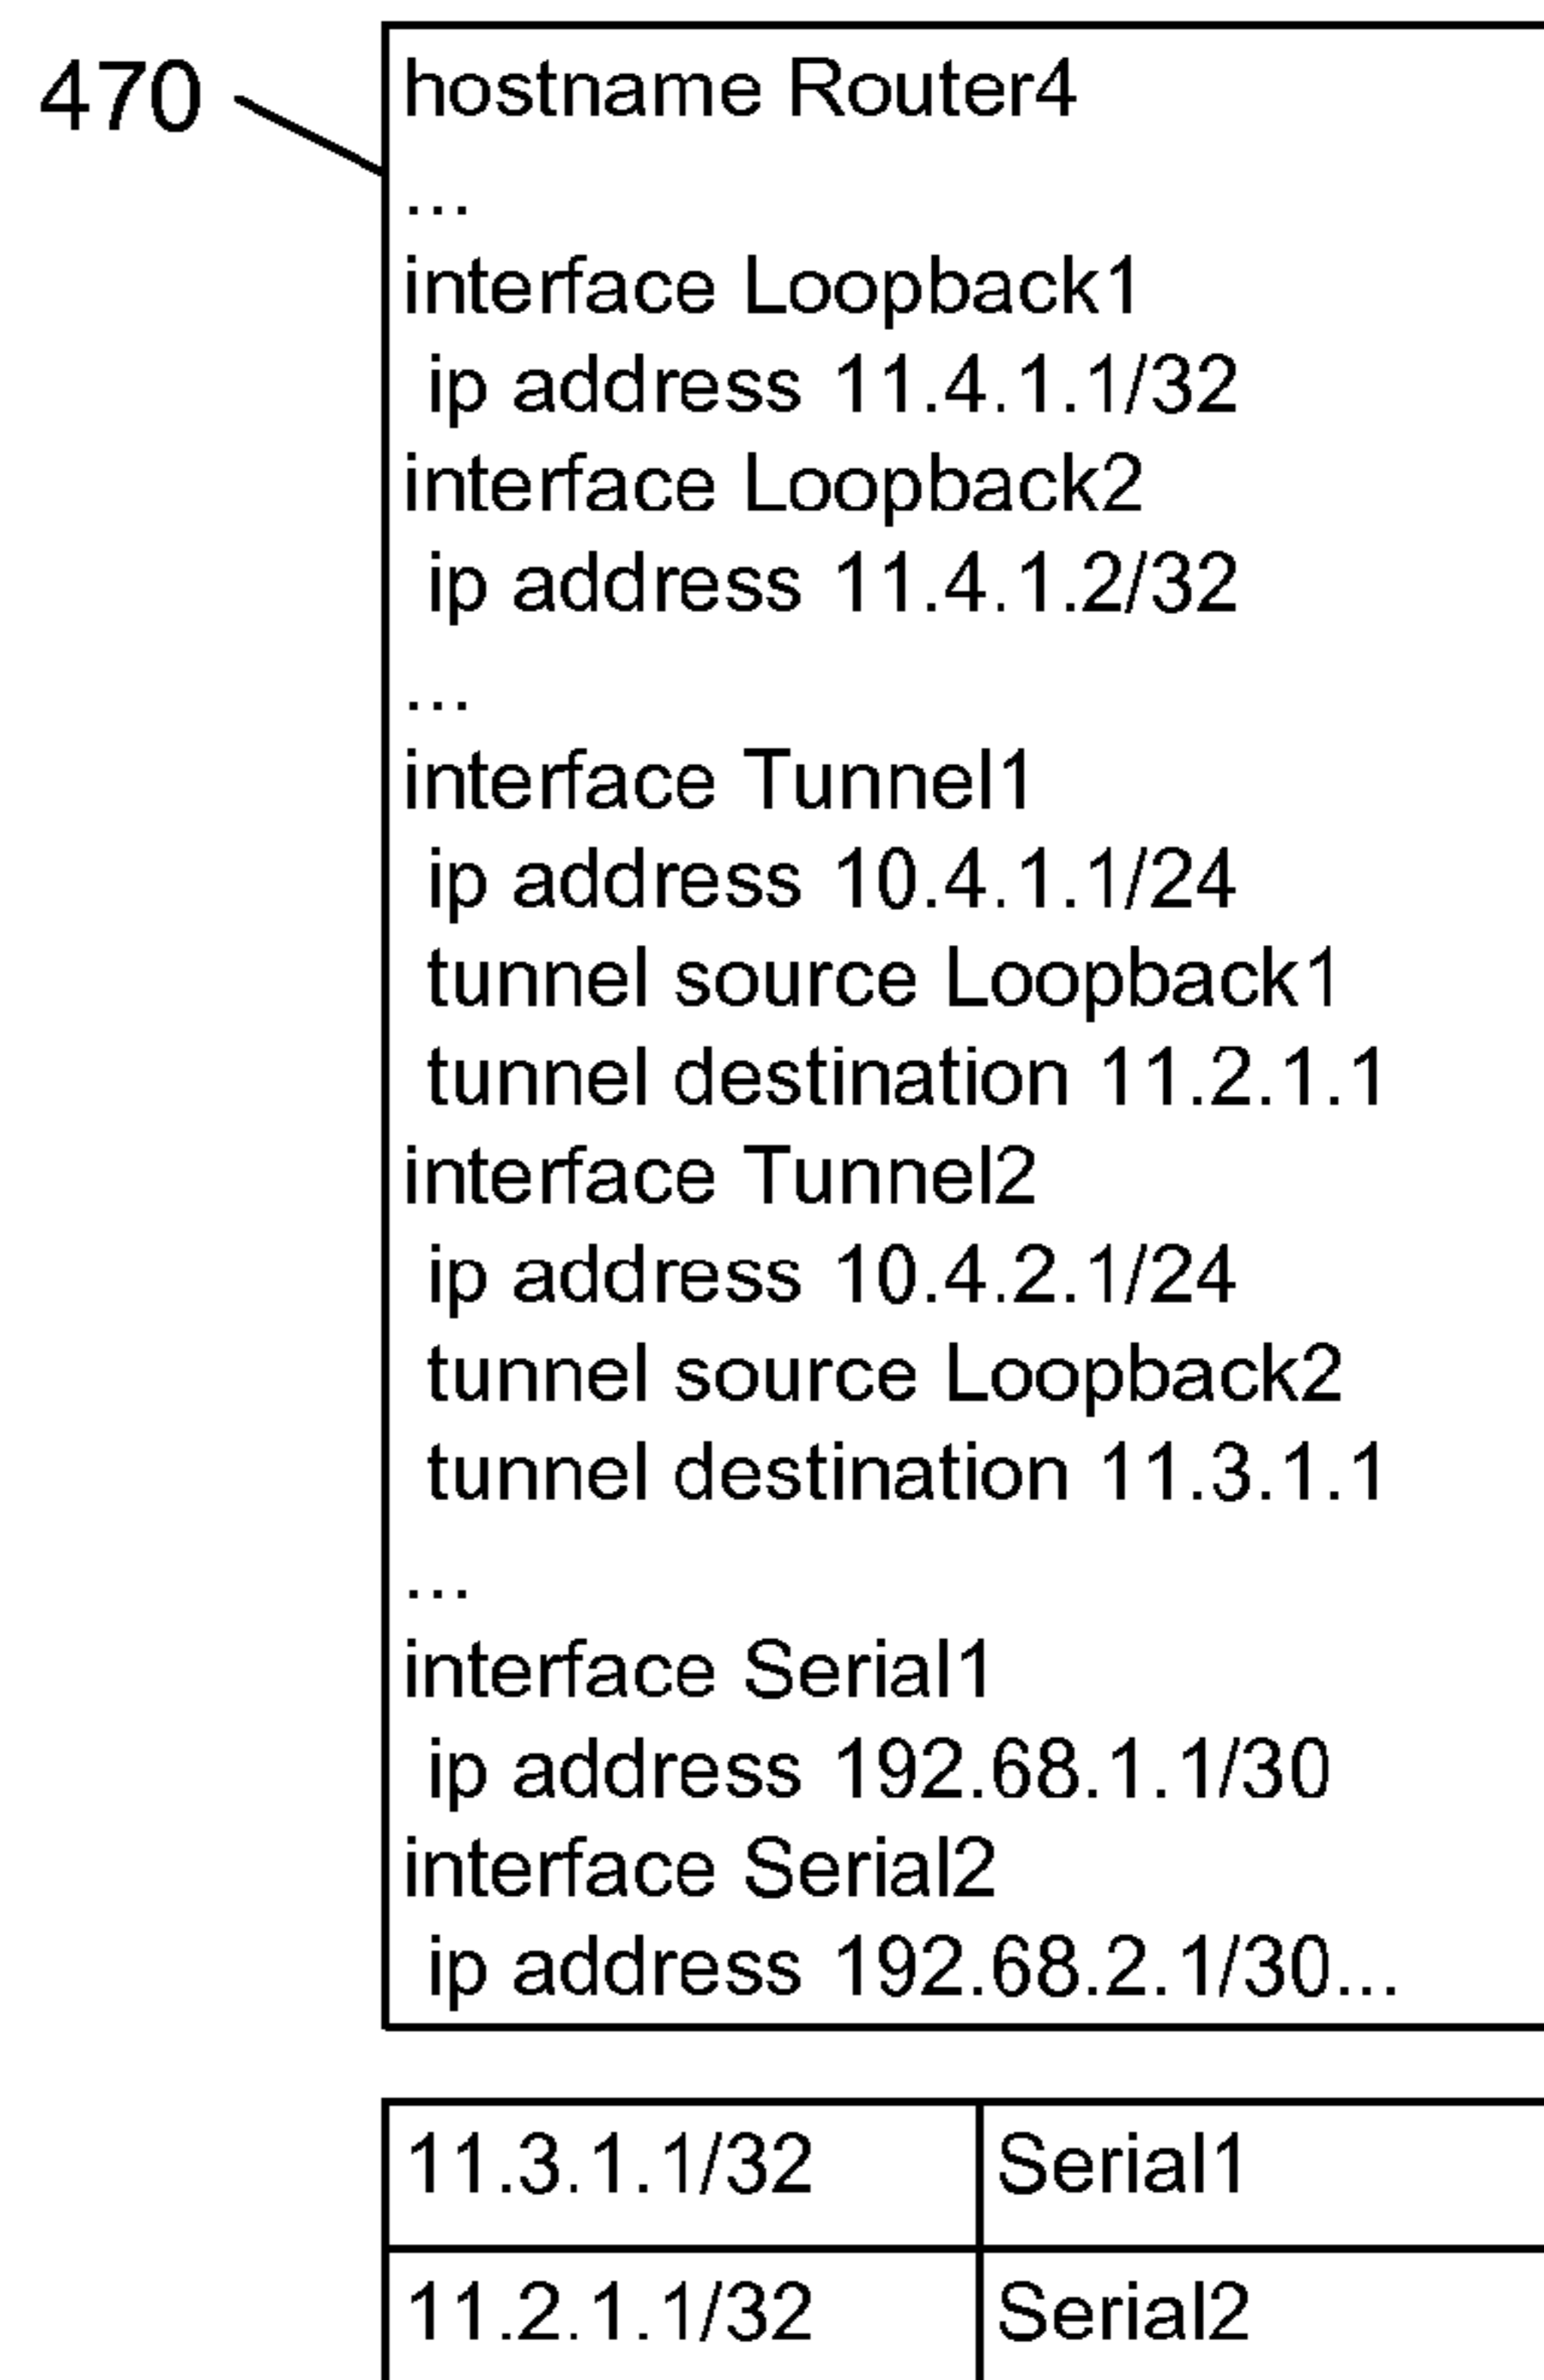 470
hostname Router4
...
interface Loopback1
ip address 11.4.1.1/32
interface Loopback2
ip address 11.4.1.2/32
...
interface Tunnel1
ip address 10.4.1.1/24
tunnel source Loopback1
tunnel destination 11.2.1.1
interface Tunnel2
ip address 10.4.2.1/24
tunnel source Loopback2
tunnel destination 11.3.1.1
...
interface Serial1
ip address 192.68.1.1/30
interface Serial2
ip address 192.68.2.1/30...
11.3.1.1/32 Serial1
11.2.1.1/32 Serial2